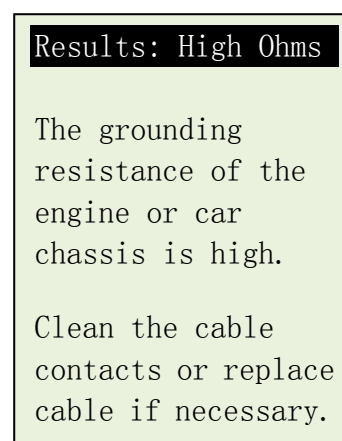 Results: High Ohms
The grounding
resistance of the
engine or car
chassis is high.
Clean the cable
contacts or replace
cable if necessary.